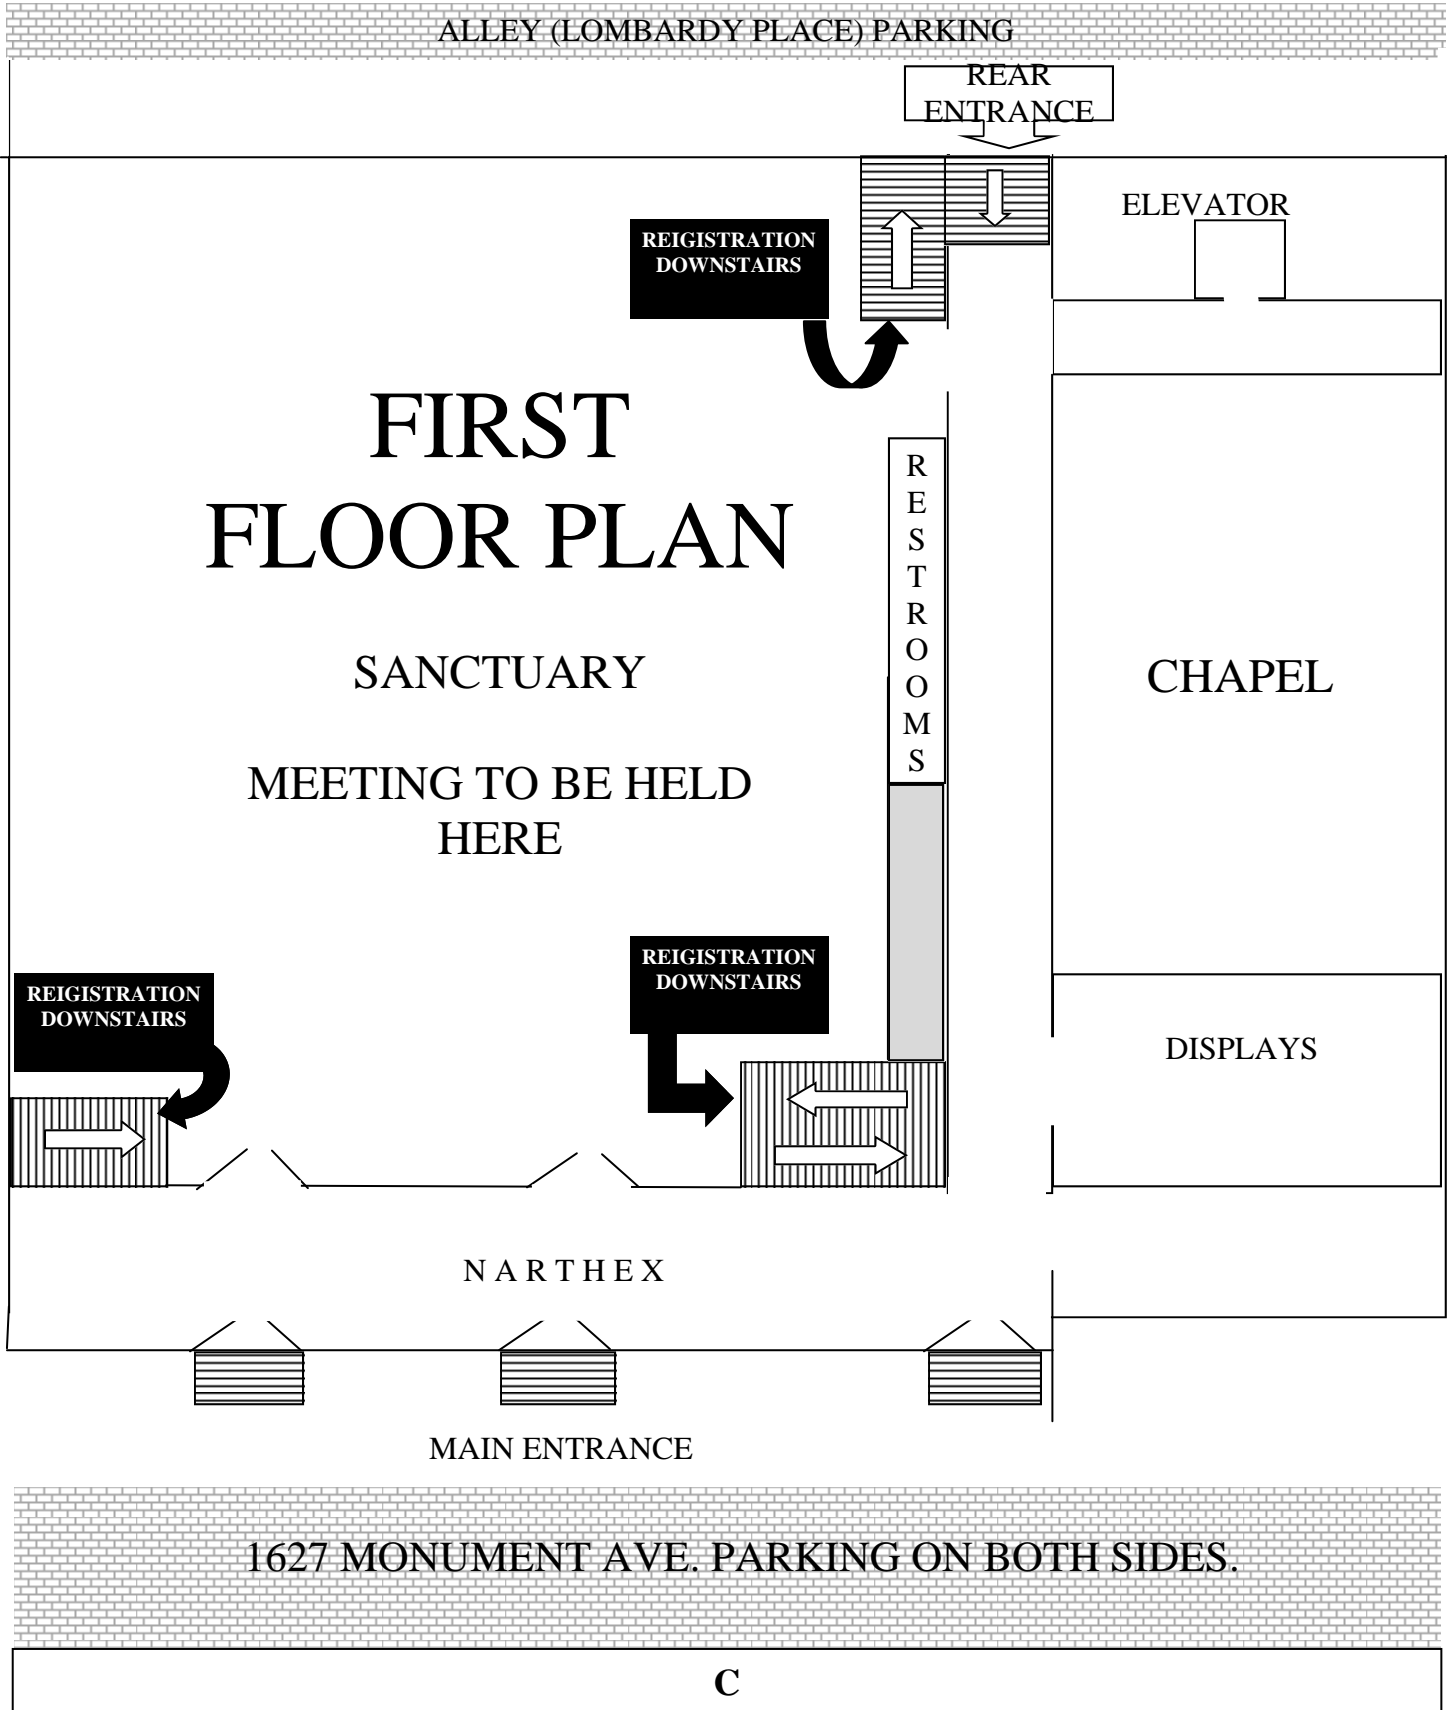 ALLEY (LOMBARDY PLACE) PARKING
REAR
ENTRANCE
ELEVATOR
REIGISTRATION
DOWNSTAIRS
FIRST
FLOOR PLAN
RESTROOMS
SANCTUARY
CHAPEL
MEETING TO BE HELD
HERE
REIGISTRATION
DOWNSTAIRS
REIGISTRATION
DOWNSTAIRS
DISPLAYS
N A R T H E X
MAIN ENTRANCE
1627 MONUMENT AVE. PARKING ON BOTH SIDES.
C